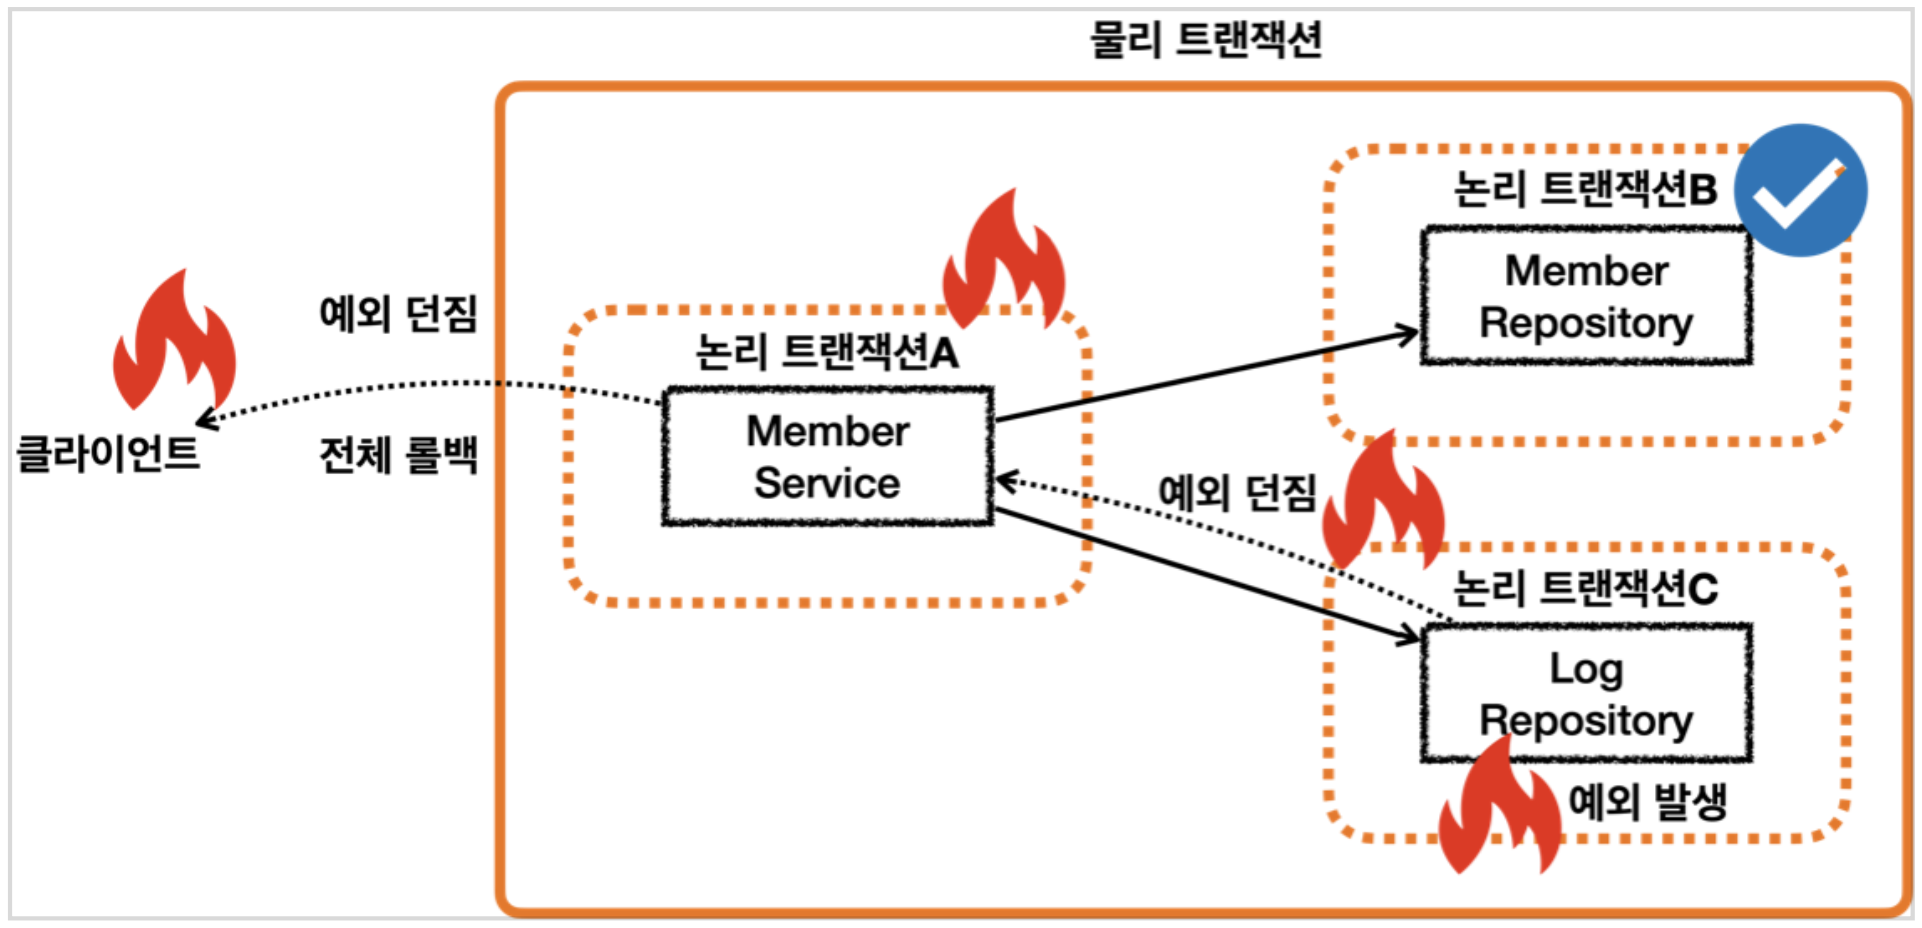 물리 트랜잭션
논리 트랜잭션B
Member
Repository
예외 던짐
논리 트랜잭션A
Member
Service
클라이언트
전체 롤백
예외 던짐
논리 트랜잭션C
Log
Repository
예외 발생